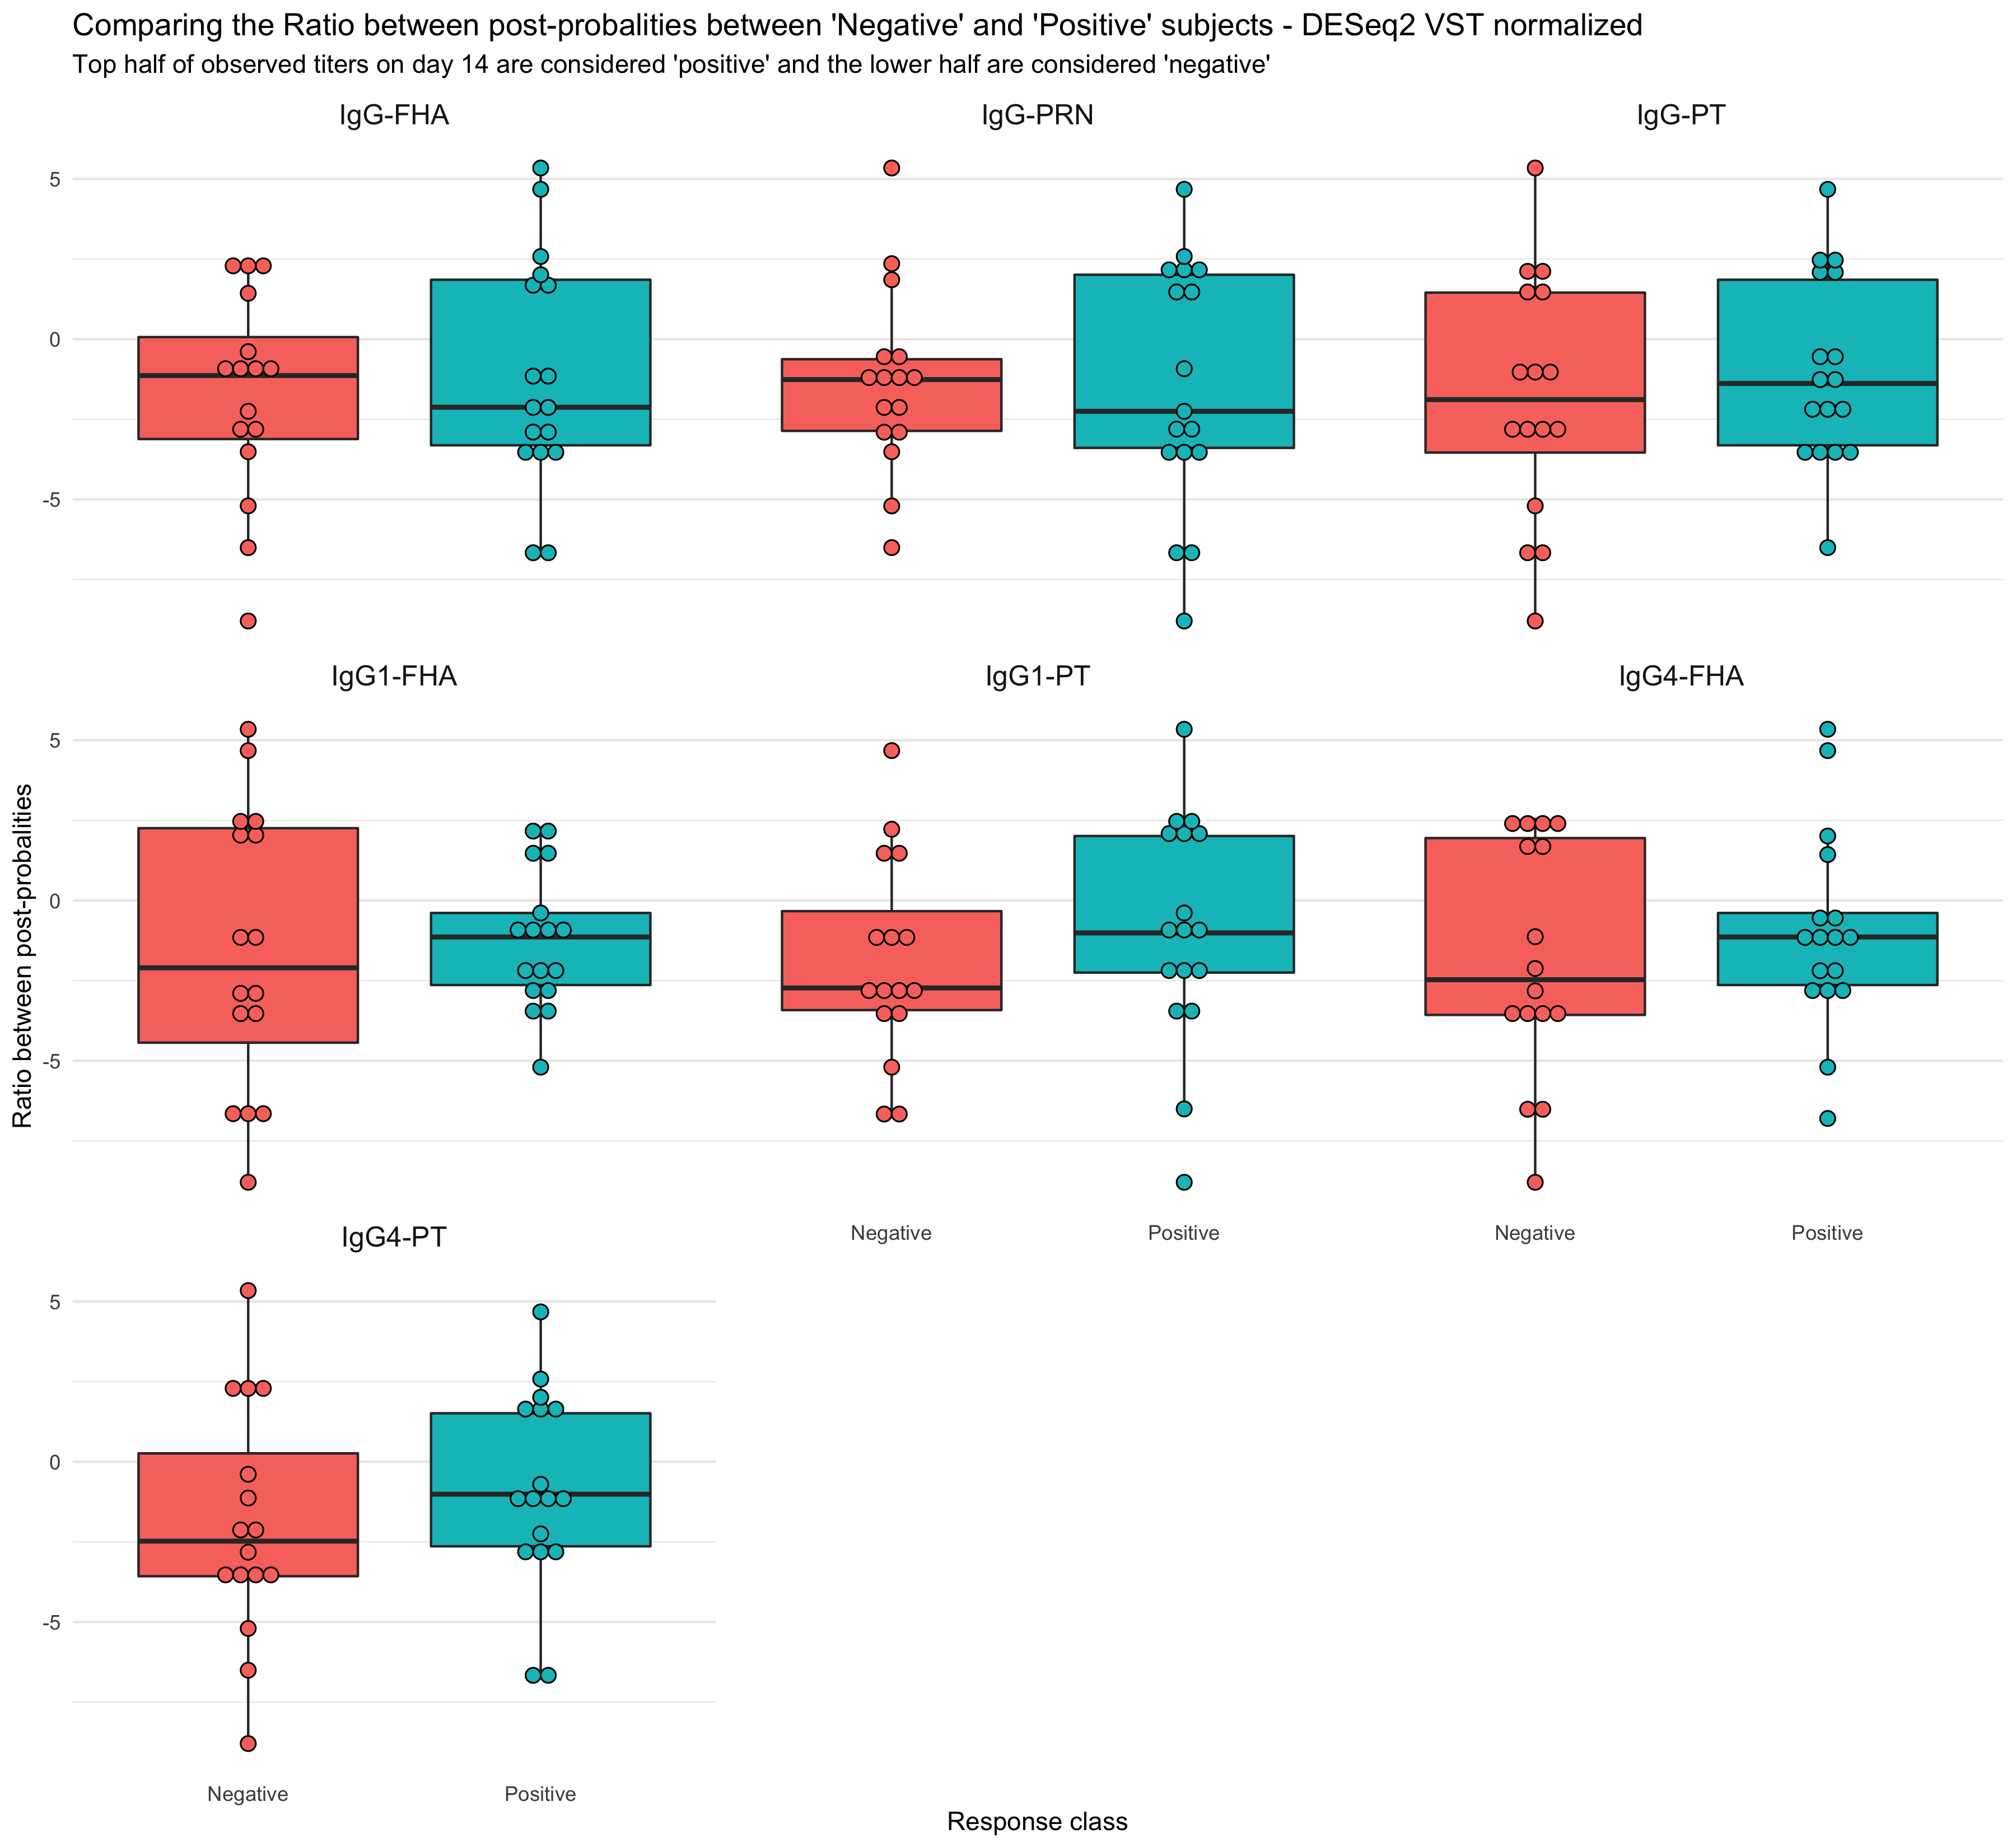 Comparing the Ratio between post-probalities between 'Negative' and 'Positive' subjects - DESeq2 VST normalized
Top half of observed titers on day 14 are considered 'positive' and the lower half are considered 'negative'
IgG-FHA
IgG-PRN
IgG-PT
5
0
-5
IgG1-FHA
IgG1-PT
IgG4-FHA
5
0
-5
Ratio between post-probalities
Negative
Positive
Negative
Positive
IgG4-PT
5
0
-5
Negative
Positive
Response class